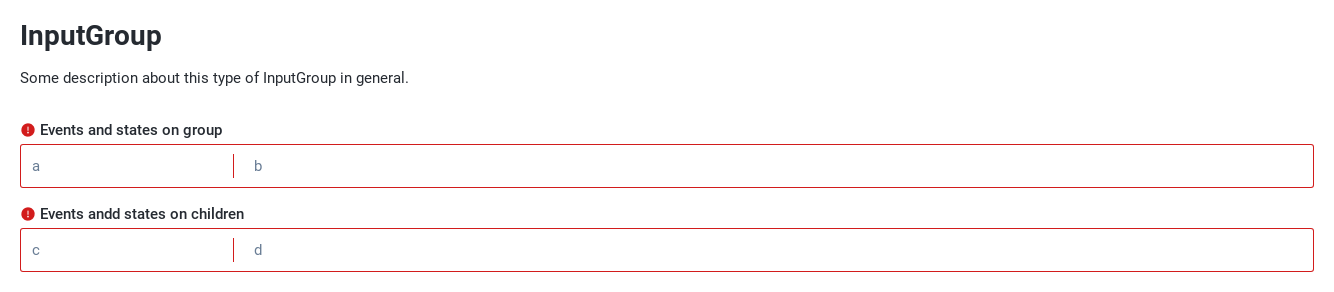 InputGroup
Some description about this type of InputGroup in general.
Events and states on group
a b
Events andd states on children
c d